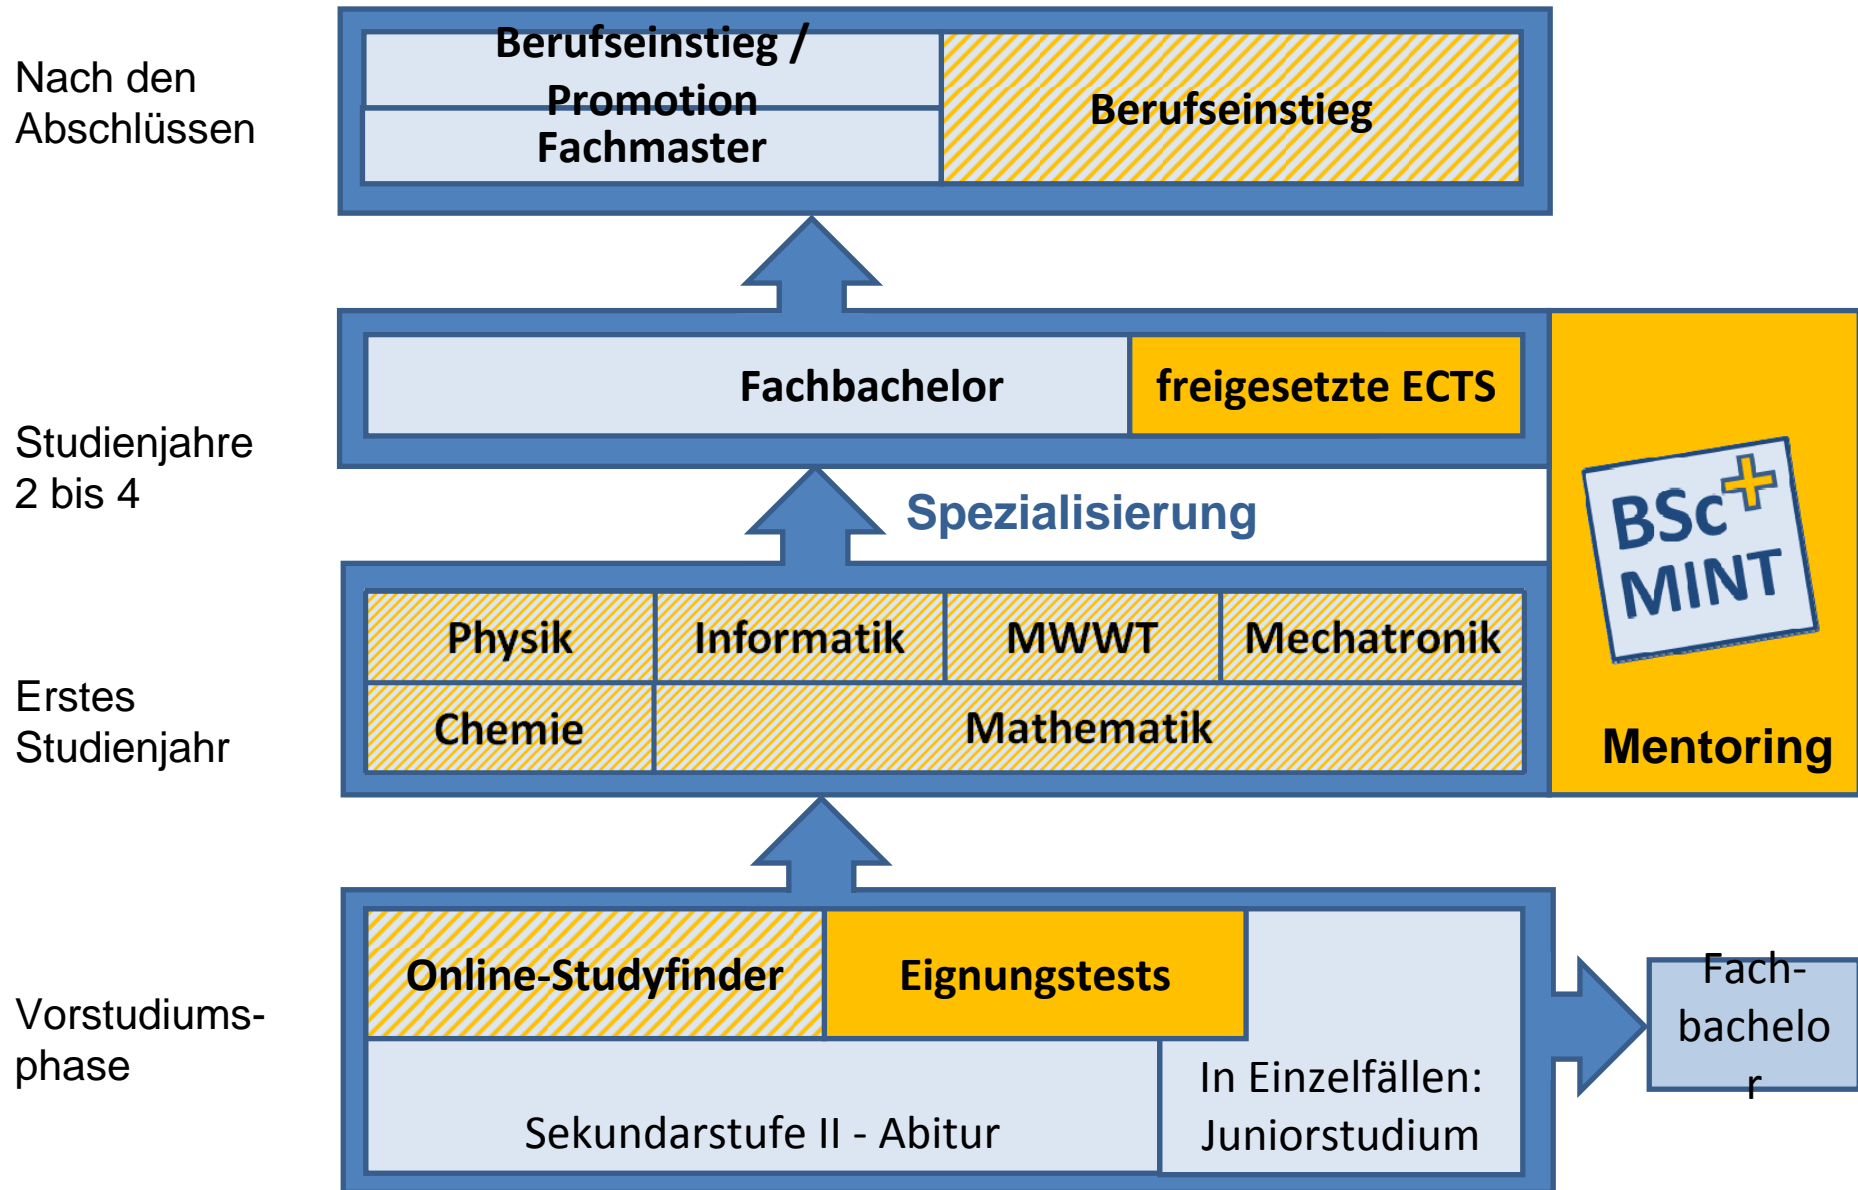 Nach den
Abschlüssen
Berufseinstieg /
Promotion
Fachmaster
Berufseinstieg
Studienjahre
2 bis 4
Fachbachelor
freigesetzte ECTS
Spezialisierung
BSc+
MINT
Mentoring
Erstes
Studienjahr
Physik
Informatik
MWWT
Mechatronik
Chemie
Mathematik
Vorstudiums-
phase
Online-Studyfinder
Eignungstests
Sekundarstufe II - Abitur
In Einzelfällen:
Juniorstudium
Fach-
bachelo
r